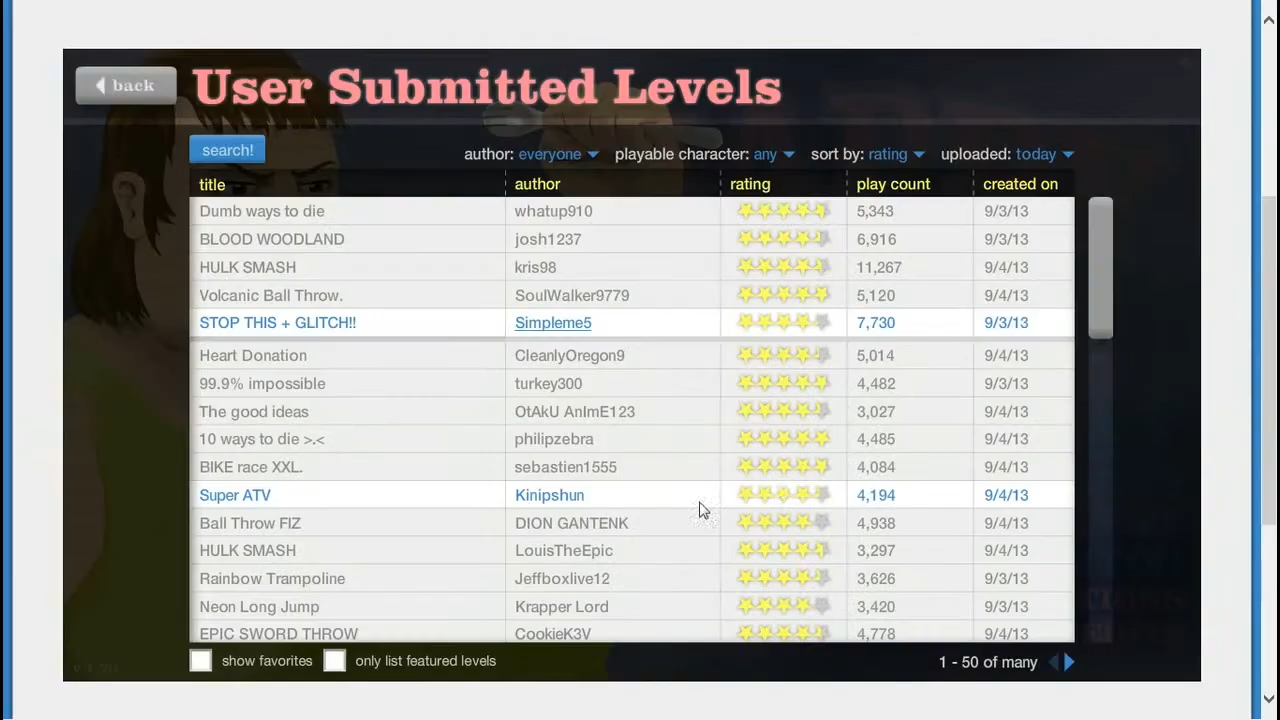 back
User Submitted Levels
search!
author: everyone playable character: any sort by: rating uploaded: today
title author rating play count created on
Dumb ways to die whatup910 5,343 9/3/13
BLOOD WOODLAND josh1237 6,916 9/3/13
HULK SMASH kris98 11,267 9/4/13
Volcanic Ball Throw. SoulWalker9779 5,120 9/4/13
STOP THIS + GLITCH!! Simpleme5 7,730 9/3/13
Heart Donation CleanlyOregon9 5,014 9/4/13
99.9% impossible turkey300 4,482 9/3/13
The good ideas OtAkU AnImE123 3,027 9/4/13
10 ways to die >.< philipzebra 4,485 9/4/13
BIKE race XXL. sebastien1555 4,084 9/4/13
Super ATV Kinipshun 4,194 9/4/13
Ball Throw FIZ DION GANTENK 4,938 9/4/13
HULK SMASH LouisTheEpic 3,297 9/4/13
Rainbow Trampoline Jeffboxlive12 3,626 9/3/13
Neon Long Jump Krapper Lord 3,420 9/3/13
EPIC SWORD THROW CookieK3V 4,778 9/4/13
show favorites only list featured levels 1 - 50 of many